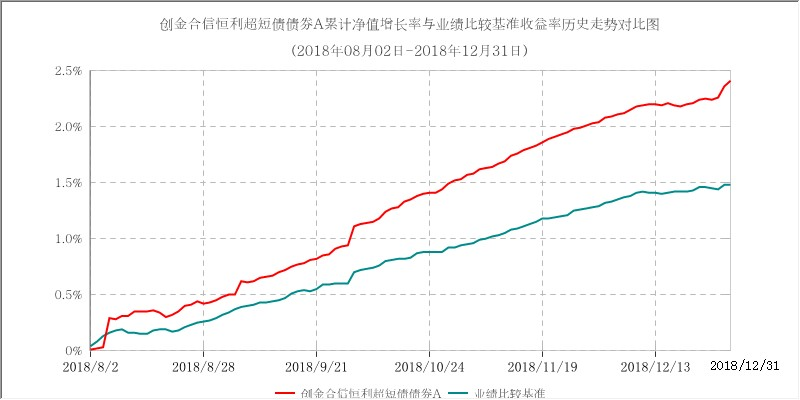 创金合信恒利超短债债券A累计净值增长率与业绩比较基准收益率历史走势对比图
(2018年08月02日-2018年12月31日)
2.5%
2.0%
1.5%
1.0%
0.5%
0%
2018/8/2 2018/8/28 2018/9/21 2018/10/24 2018/11/19 2018/12/13 2018/12/31
创金合信恒利超短债债券A 业绩比较基准